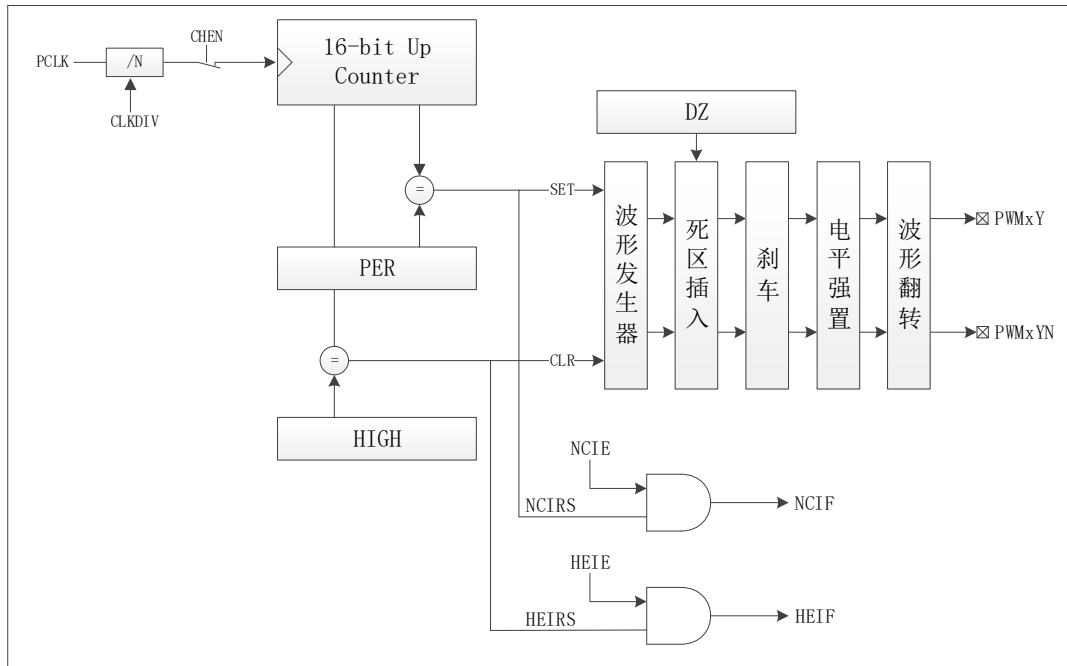 CHEN
16-bit Up
Counter
PCLK
/N
CLKDIV
DZ
=
SET
波形发生器
死区插入
刹车
电平强置
波形翻转
PWMxY
PER
PWMxYN
=
CLR
HIGH
NCIE
NCIRS
NCIF
HEIE
HEIRS
HEIF